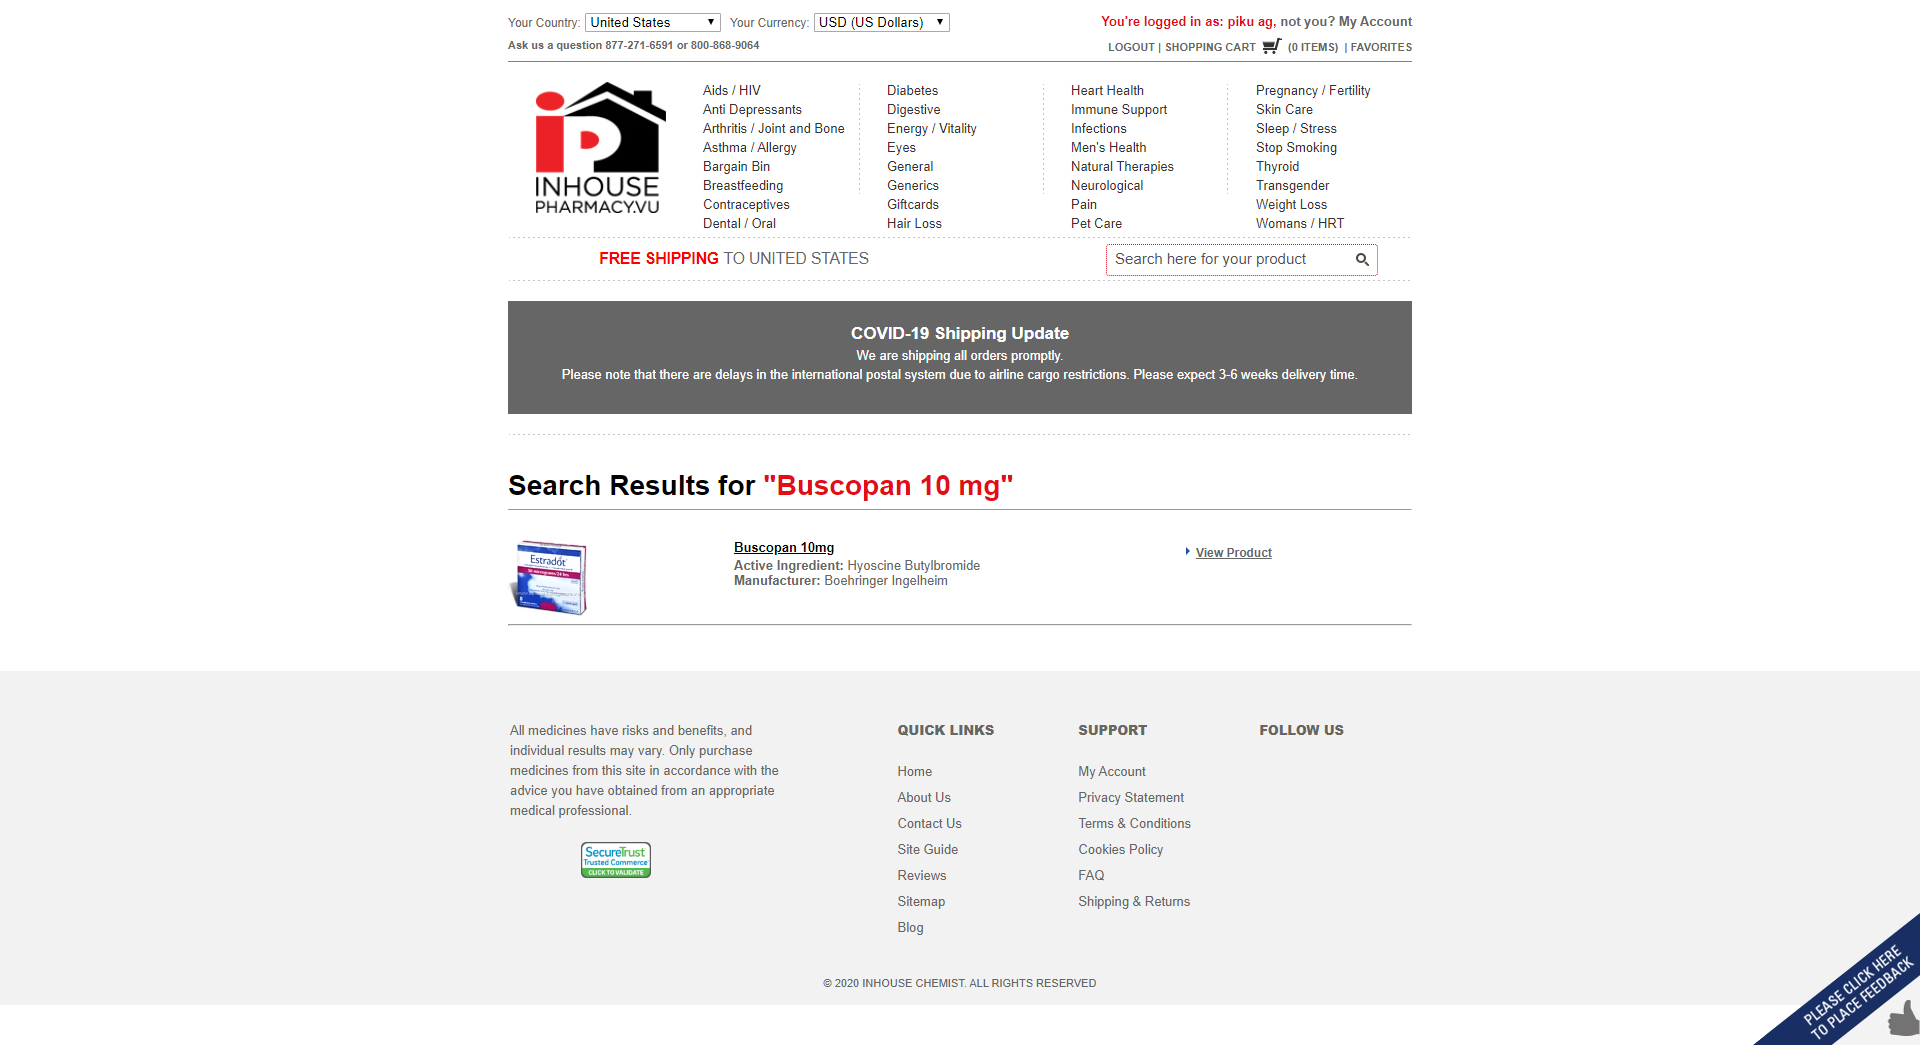 Your Country: United States Your Currency: USD (US Dollars)
You're logged in as: piku ag, not you? My Account
Ask us a question 877-271-6591 or 800-868-9064
LOGOUT | SHOPPING CART (0 ITEMS) | FAVORITES
iP
INHOUSE
PHARMACY.VU
Aids / HIV
Anti Depressants
Arthritis / Joint and Bone
Asthma / Allergy
Bargain Bin
Breastfeeding
Contraceptives
Dental / Oral
Diabetes
Digestive
Energy / Vitality
Eyes
General
Generics
Giftcards
Hair Loss
Heart Health
Immune Support
Infections
Men's Health
Natural Therapies
Neurological
Pain
Pet Care
Pregnancy / Fertility
Skin Care
Sleep / Stress
Stop Smoking
Thyroid
Transgender
Weight Loss
Womans / HRT
FREE SHIPPING TO UNITED STATES
Search here for your product
COVID-19 Shipping Update
We are shipping all orders promptly.
Please note that there are delays in the international postal system due to airline cargo restrictions. Please expect 3-6 weeks delivery time.
Search Results for "Buscopan 10 mg"
Estradot
Buscopan 10mg
Active Ingredient: Hyoscine Butylbromide
Manufacturer: Boehringer Ingelheim
View Product
All medicines have risks and benefits, and
individual results may vary. Only purchase
medicines from this site in accordance with the
advice you have obtained from an appropriate
medical professional.
SecureTrust
Trusted Commerce
CLICK TO VALIDATE
QUICK LINKS
Home
About Us
Contact Us
Site Guide
Reviews
Sitemap
Blog
SUPPORT
My Account
Privacy Statement
Terms & Conditions
Cookies Policy
FAQ
Shipping & Returns
FOLLOW US
© 2020 INHOUSE CHEMIST. ALL RIGHTS RESERVED
PLEASE CLICK HERE
TO PLACE FEEDBACK